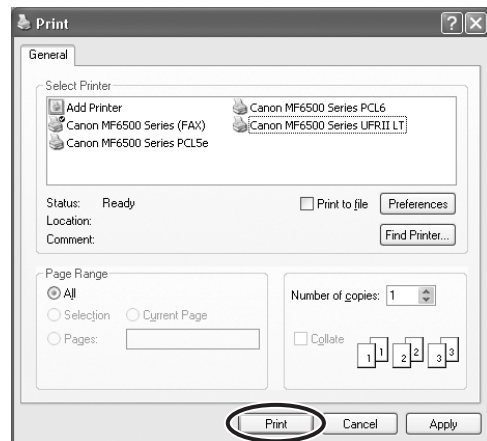 Print
General
Select Printer
Add Printer
Canon MF6500 Series (FAX)
Canon MF6500 Series PCL5e
Canon MF6500 Series PCL6
Canon MF6500 Series UFRII LT
Status: Ready
Location:
Comment:
Print to file
Preferences
Find Printer...
Page Range
All
Selection Current Page
Pages:
Number of copies: 1
Collate
1 1 2 2 3 3
Print Cancel Apply